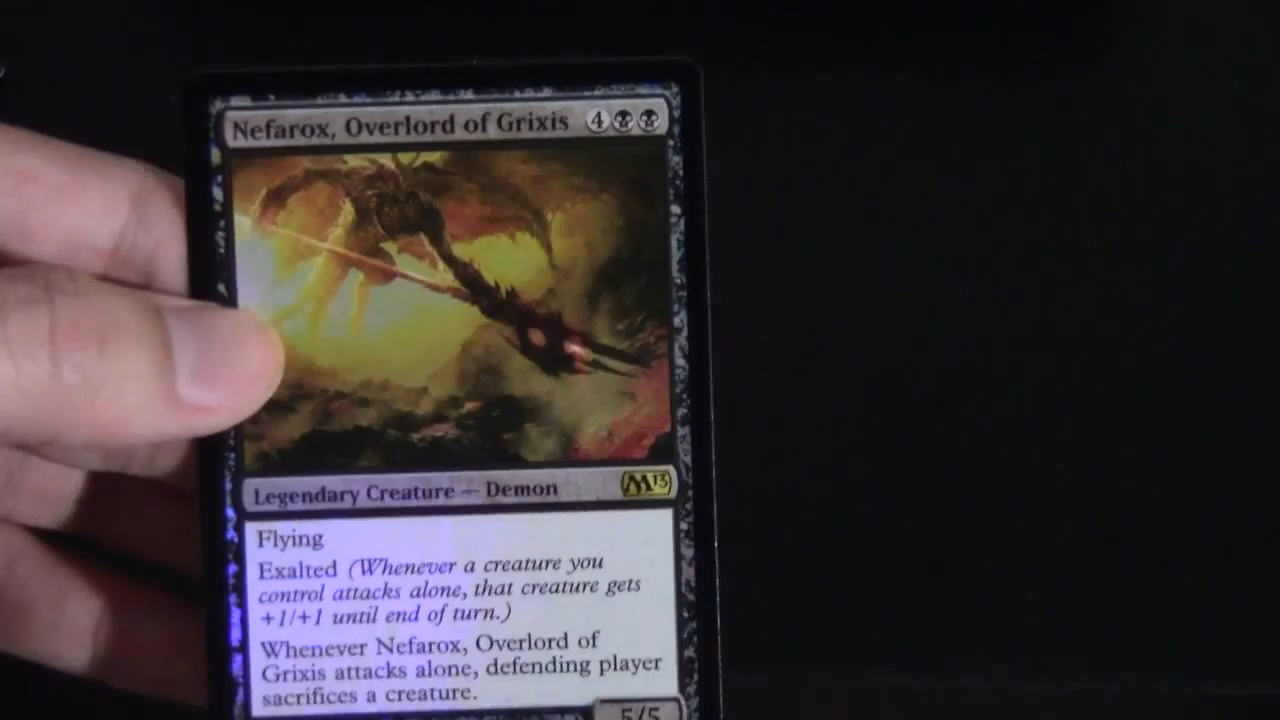 Nefarox, Overlord of Grixis 4
Legendary Creature — Demon M13
Flying
Exalted (Whenever a creature you
control attacks alone, that creature gets
+1/+1 until end of turn.)
Whenever Nefarox, Overlord of
Grixis attacks alone, defending player
sacrifices a creature.
5/5